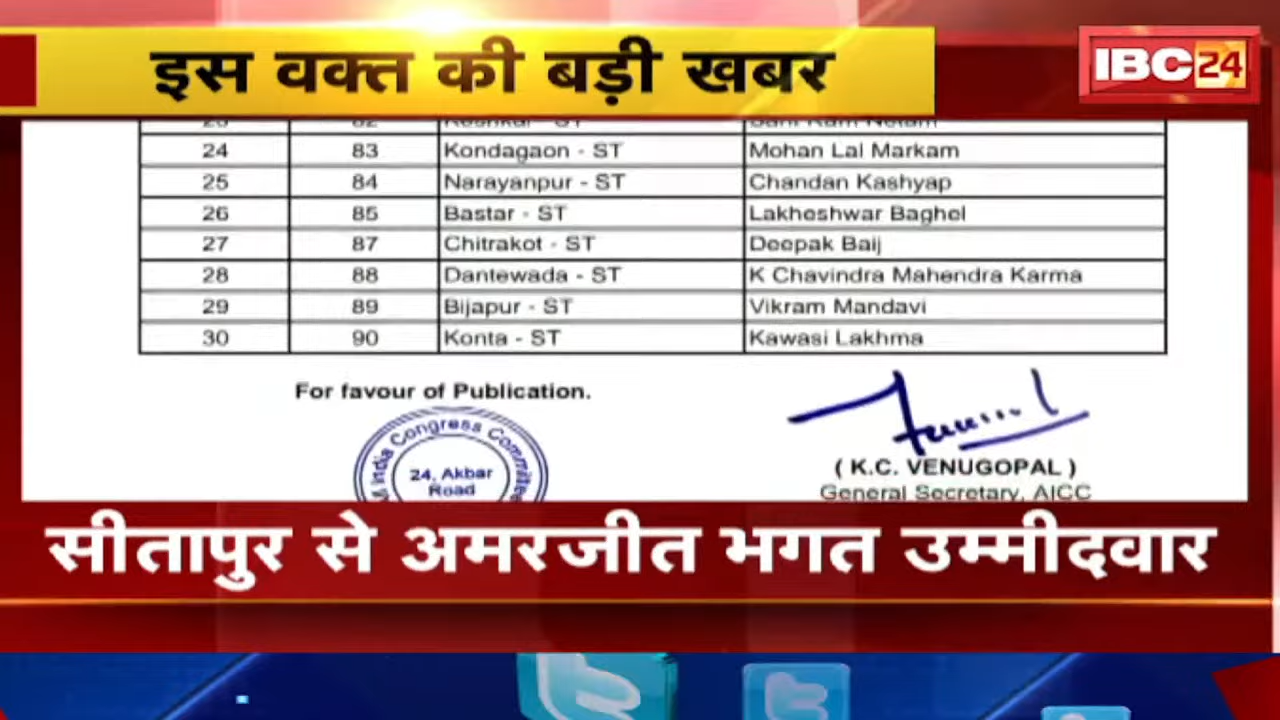 इस वक्त की बड़ी खबर
IBC24
24 83 Kondagaon - ST Mohan Lal Markam
25 84 Narayanpur - ST Chandan Kashyap
26 85 Bastar - ST Lakheshwar Baghel
27 87 Chitrakot - ST Deepak Baij
28 88 Dantewada - ST K Chavindra Mahendra Karma
29 89 Bijapur - ST Vikram Mandavi
30 90 Konta - ST Kawasi Lakhma
For favour of Publication.
India Congress Committee
24, Akbar
Road
( K.C. VENUGOPAL )
General Secretary, AICC
सीतापुर से अमरजीत भगत उम्मीदवार